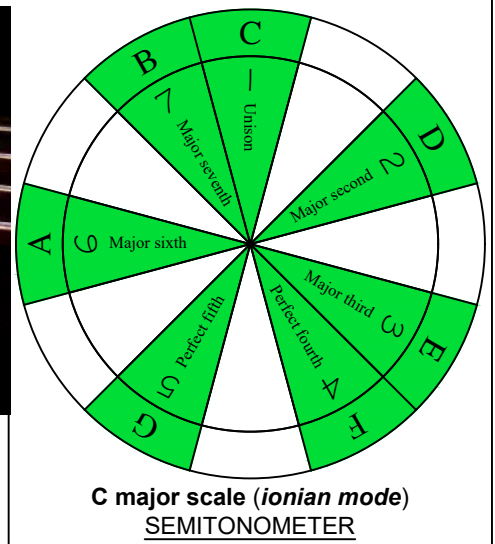 C
1 Unison
D
2 Major second
E
3 Major third
F
4 Perfect fourth
G
5 Perfect fifth
A
6 Major sixth
B
7 Major seventh
C major scale (ionian mode)
SEMITONOMETER